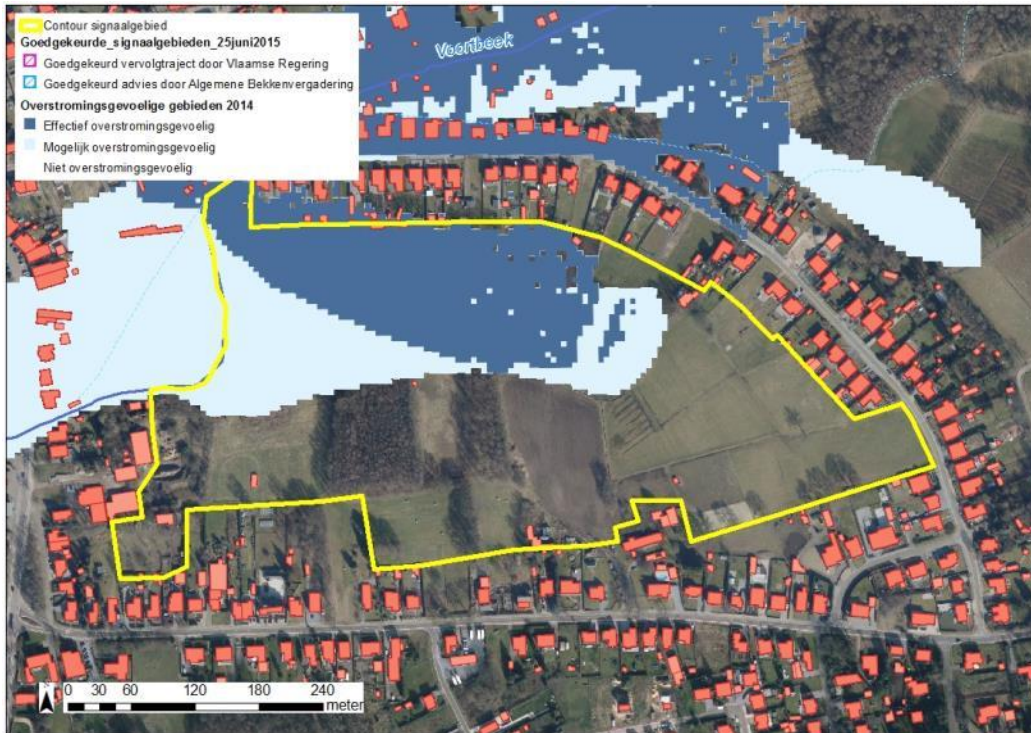 Contour signaalgebied
Goedgekeurde_signaalgebieden_25juni2015
Goedgekeurd vervolgtraject door Vlaamse Regering
Goedgekeurd advies door Algemene Bekkenvergadering
Overstromingsgevoelige gebieden 2014
Effectief overstromingsgevoelig
Mogelijk overstromingsgevoelig
Niet overstromingsgevoelig
Voortbeek
0 30 60 120 180 240
meter